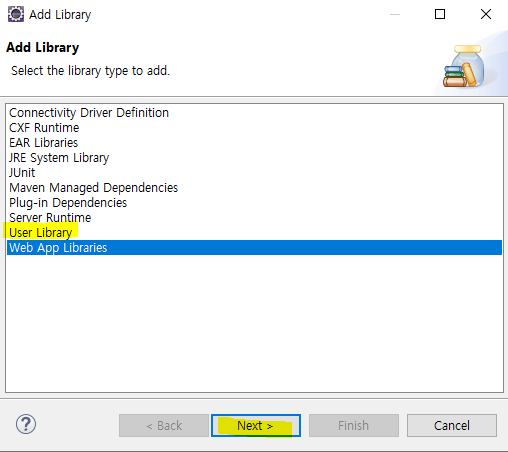 Add Library
Add Library
Select the library type to add.
Connectivity Driver Definition
CXF Runtime
EAR Libraries
JRE System Library
JUnit
Maven Managed Dependencies
Plug-in Dependencies
Server Runtime
User Library
Web App Libraries
? < Back Next > Finish Cancel